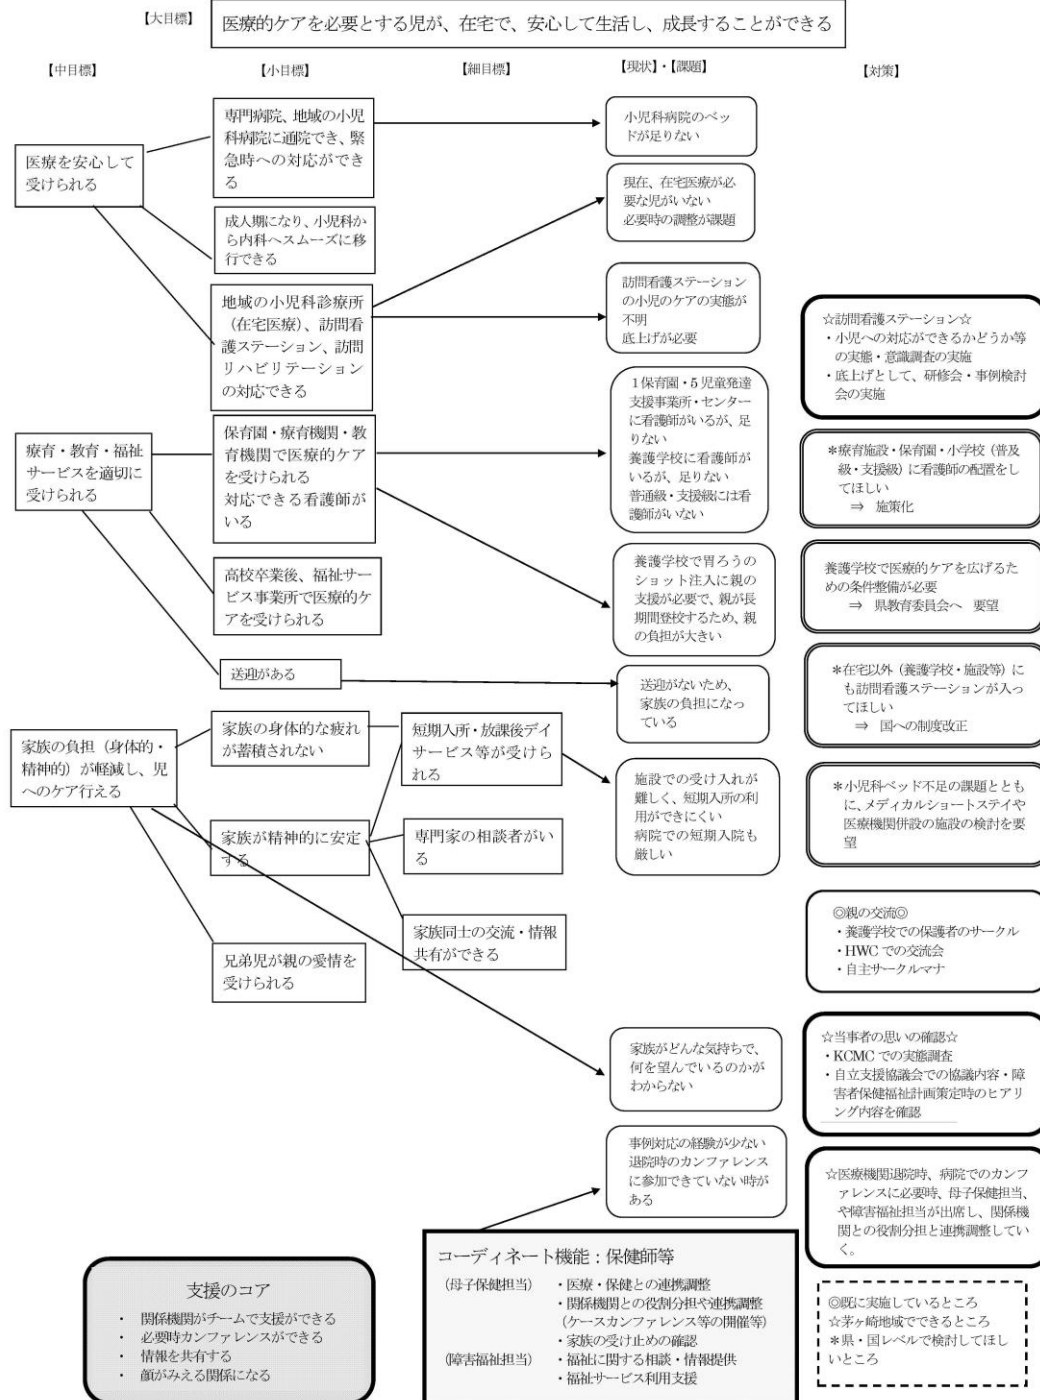 【大目標】
医療的ケアを必要とする児が、在宅で、安心して生活し、成長することができる
【中目標】
【小目標】
【細目標】
【現状】・【課題】
【対策】
医療を安心して
受けられる
専門病院、地域の小児
科病院に通院でき、緊
急時への対応ができ
る
成人期になり、小児科か
ら内科へスムーズに移
行できる
地域の小児科診療所
（在宅医療）、訪問看
護ステーション、訪問
リハビリテーション
の対応できる
小児科病院のベッ
ドが足りない
現在、在宅医療が必
要な児がいない
必要時の調整が課題
訪問看護ステーション
の小児のケアの実態が
不明
底上げが必要
☆訪問看護ステーション☆
・小児への対応ができるかどうか等
の実態・意識調査の実施
・底上げとして、研修会・事例検討
会の実施
療育・教育・福祉
サービスを適切に
受けられる
保育園・療育機関・教
育機関で医療的ケア
を受けられる
対応できる看護師が
いる
高校卒業後、福祉サー
ビス事業所で医療的ケ
アを受けられる
送迎がある
1保育園・5児童発達
支援事業所・センター
に看護師がいるが、足
りない
養護学校に看護師が
いるが、足りない
普通級・支援級には看
護師がいない
養護学校で胃ろうの
ショット注入に親の
支援が必要で、親が長
期間登校するため、親
の負担が大きい
送迎がないため、
家族の負担になっ
ている
＊療育施設・保育園・小学校（普及
級・支援級）に看護師の配置をし
てほしい
⇒　施策化
養護学校で医療的ケアを広げるた
めの条件整備が必要
⇒　県教育委員会へ　要望
＊在宅以外（養護学校・施設等）に
も訪問看護ステーションが入っ
てほしい
⇒　国への制度改正
家族の負担（身体的・
精神的）が軽減し、児
へのケア行える
家族の身体的な疲れ
が蓄積されない
家族が精神的に安定
する
兄弟児が親の愛情を
受けられる
短期入所・放課後デイ
サービス等が受けら
れる
専門家の相談者がい
る
家族同士の交流・情報
共有ができる
施設での受け入れが
難しく、短期入所の利
用ができにくい
病院での短期入院も
厳しい
＊小児科ベッド不足の課題ととも
に、メディカルショートステイや
医療機関併設の施設の検討を要
望
◎親の交流◎
・養護学校での保護者のサークル
・HWCでの交流会
・自主サークルマナ
家族がどんな気持ちで、
何を望んでいるのかが
わからない
☆当事者の思いの確認☆
・KCMCでの実態調査
・自立支援協議会での協議内容・障
害者保健福祉計画策定時のヒアリ
ング内容を確認
事例対応の経験が少ない
退院時のカンファレンス
に参加できていない時が
ある
☆医療機関退院時、病院でのカンフ
ァレンスに必要時、母子保健担当、
や障害福祉担当が出席し、関係機
関との役割分担と連携調整してい
く。
支援のコア
・　関係機関がチームで支援ができる
・　必要時カンファレンスができる
・　情報を共有する
・　顔がみえる関係になる
コーディネート機能：保健師等
（母子保健担当）　・医療・保健との連携調整
・関係機関との役割分担や連携調整
（ケースカンファレンス等の開催等）
・家族の受け止めの確認
（障害福祉担当）　・福祉に関する相談・情報提供
・福祉サービス利用支援
◎既に実施しているところ
☆茅ヶ崎地域でできるところ
＊県・国レベルで検討してほし
いところ